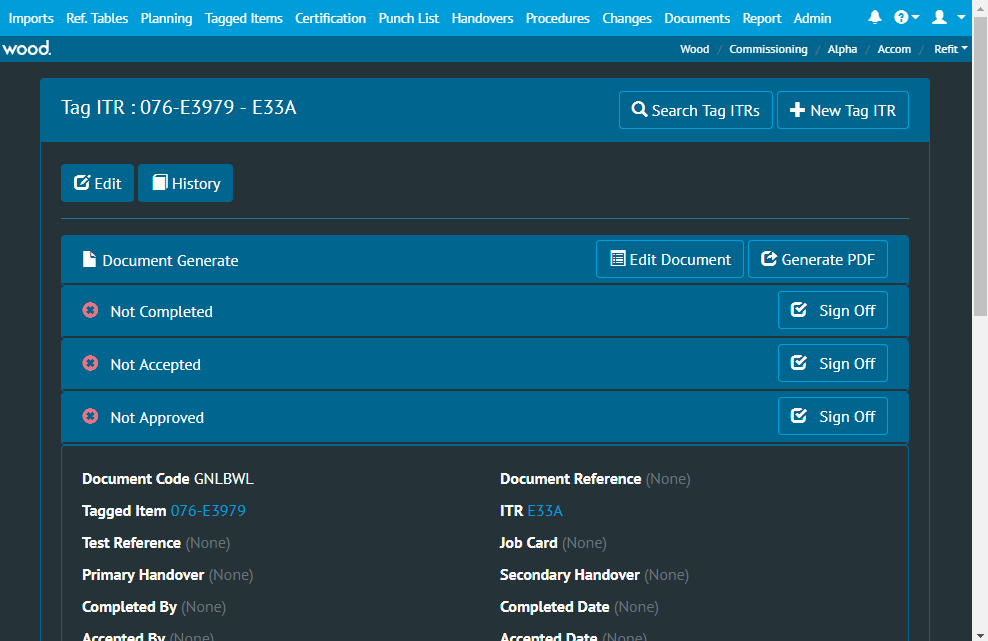 Imports Ref. Tables Planning Tagged Items Certification Punch List Handovers Procedures Changes Documents Report Admin
wood. Wood / Commissioning / Alpha / Accom / Refit
Tag ITR : 076-E3979 - E33A Search Tag ITRs New Tag ITR
Edit History
Document Generate Edit Document Generate PDF
Not Completed Sign Off
Not Accepted Sign Off
Not Approved Sign Off
Document Code GNLBWL Document Reference (None)
Tagged Item 076-E3979 ITR E33A
Test Reference (None) Job Card (None)
Primary Handover (None) Secondary Handover (None)
Completed By (None) Completed Date (None)
Accepted By (None) Accepted Date (None)